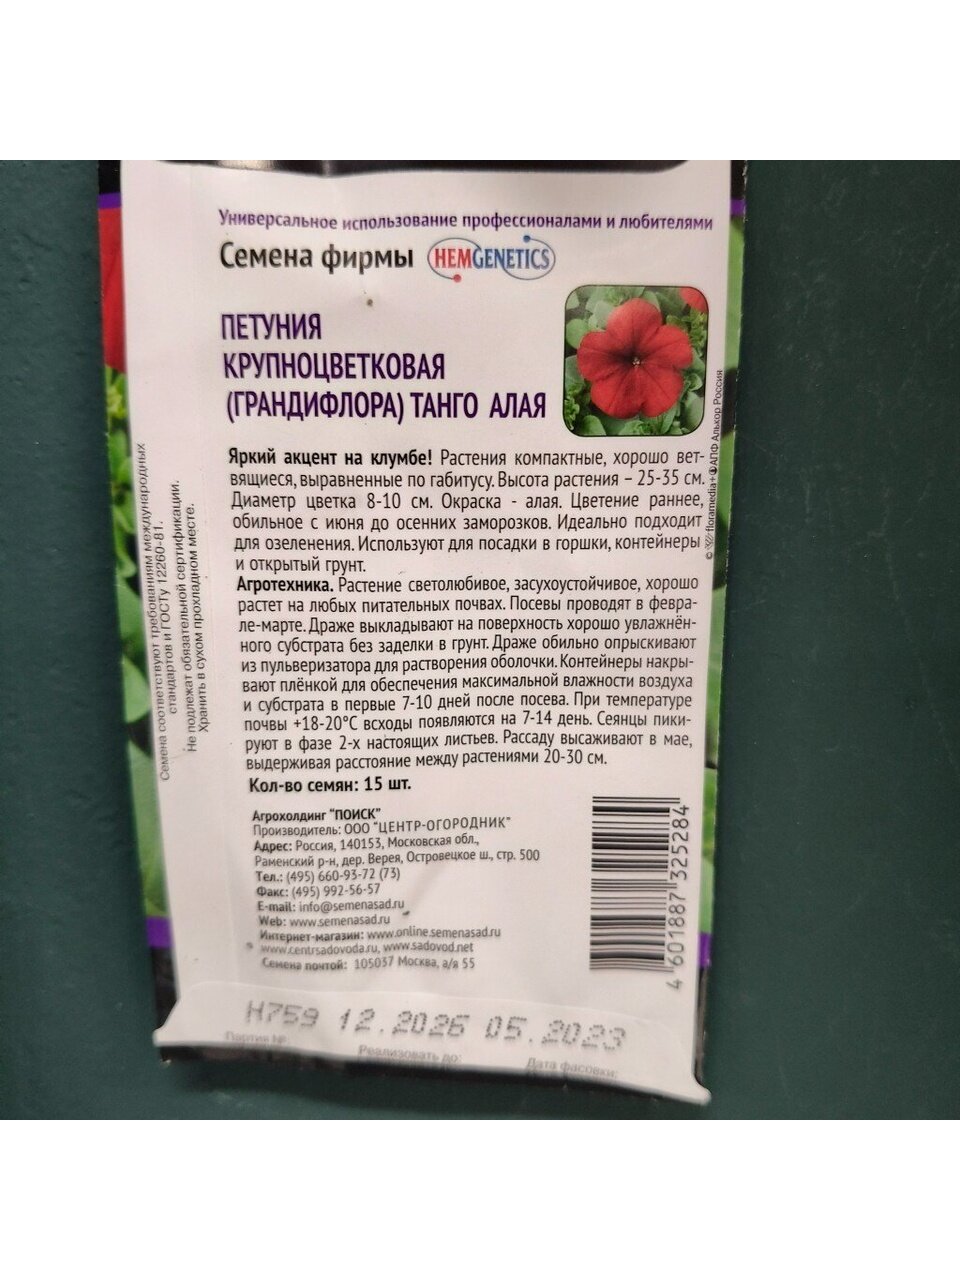 Универсальное использование профессионалами и любителями
Семена фирмы HEMGENETICS
ПЕТУНИЯ
КРУПНОЦВЕТКОВАЯ
(ГРАНДИФЛОРА) ТАНГО АЛАЯ
Яркий акцент на клумбе! Растения компактные, хорошо вет-
вящиеся, выравненные по габитусу. Высота растения – 25-35 см.
Диаметр цветка 8-10 см. Окраска - алая. Цветение раннее,
обильное с июня до осенних заморозков. Идеально подходит
для озеленения. Используют для посадки в горшки, контейнеры
и открытый грунт.
Агротехника. Растение светолюбивое, засухоустойчивое, хорошо
растет на любых питательных почвах. Посевы проводят в февра-
ле-марте. Драже выкладывают на поверхность хорошо увлажнён-
ного субстрата без заделки в грунт. Драже обильно опрыскивают
из пульверизатора для растворения оболочки. Контейнеры накры-
вают плёнкой для обеспечения максимальной влажности воздуха
и субстрата в первые 7-10 дней после посева. При температуре
почвы +18-20°С всходы появляются на 7-14 день. Сеянцы пики-
руют в фазе 2-х настоящих листьев. Рассаду высаживают в мае,
выдерживая расстояние между растениями 20-30 см.
Кол-во семян: 15 шт.
Агрохолдинг "ПОИСК"
Производитель: ООО "ЦЕНТР-ОГОРОДНИК"
Адрес: Россия, 140153, Московская обл.,
Раменский р-н, дер. Верея, Островецкое ш., стр. 500
Тел.: (495) 660-93-72 (73)
Факс: (495) 992-56-57
E-mail: info@semenasad.ru
Web: www.semenasad.ru
Интернет-магазин: www.online.semenasad.ru
www.centrsadovoda.ru, www.sadovod.net
Семена почтой: 105037 Москва, а/я 55
4 601887 325284
Н759 12.2026 05.2023
Партия №:
Реализовать до:
Дата фасовки:
Семена соответствуют требованиям международных
стандартов и ГОСТу 12260-81.
Не подлежат обязательной сертификации.
Хранить в сухом прохладном месте.
© floramedia+© АПФ Алькор Россия